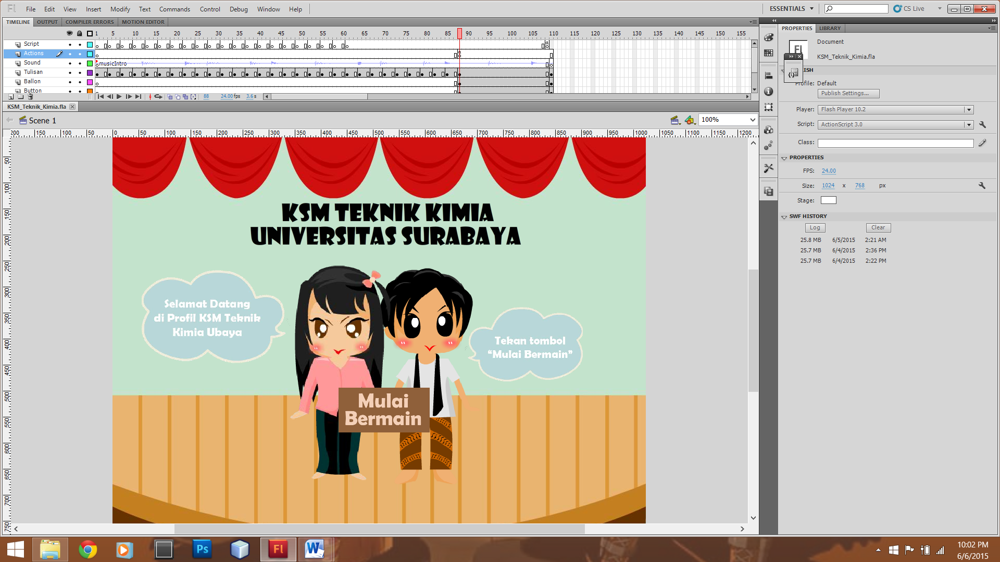 Fl File Edit View Insert Modify Text Commands Control Debug Window Help ESSENTIALS CS Live
TIMELINE OUTPUT COMPILER ERRORS MOTION EDITOR
1 5 10 15 20 25 30 35 40 45 50 55 60 65 70 75 80 85 90 95 100 105 110 115 120 125 130 135 140 145 150 155
Script
Actions
Sound musicIntro
Tulisan
Ballon
Button
88 24.00 fps 3.6 s
KSM_Teknik_Kimia.fla
Scene 1 100%
200 150 100 50 0 50 100 150 200 250 300 350 400 450 500 550 600 650 700 750 800 850 900 950 1000 1050 1100 1150 1200
50
100
150
200
250
300
350
400
450
500
550
600
650
700
750
KSM TEKNIK KIMIA
UNIVERSITAS SURABAYA
Selamat Datang
di Profil KSM Teknik
Kimia Ubaya
Tekan tombol
“Mulai Bermain”
Mulai
Bermain
PROPERTIES LIBRARY
Fl Document
KSM_Teknik_Kimia.fla
ISH
Profile: Default
Publish Settings...
Player: Flash Player 10.2
Script: ActionScript 3.0
Class:
PROPERTIES
FPS: 24.00
Size: 1024 x 768 px
Stage:
SWF HISTORY
Log Clear
25.8 MB 6/5/2015 2:21 AM
25.7 MB 6/4/2015 2:36 PM
25.7 MB 6/4/2015 2:22 PM
Ps Fl W
10:02 PM
6/6/2015